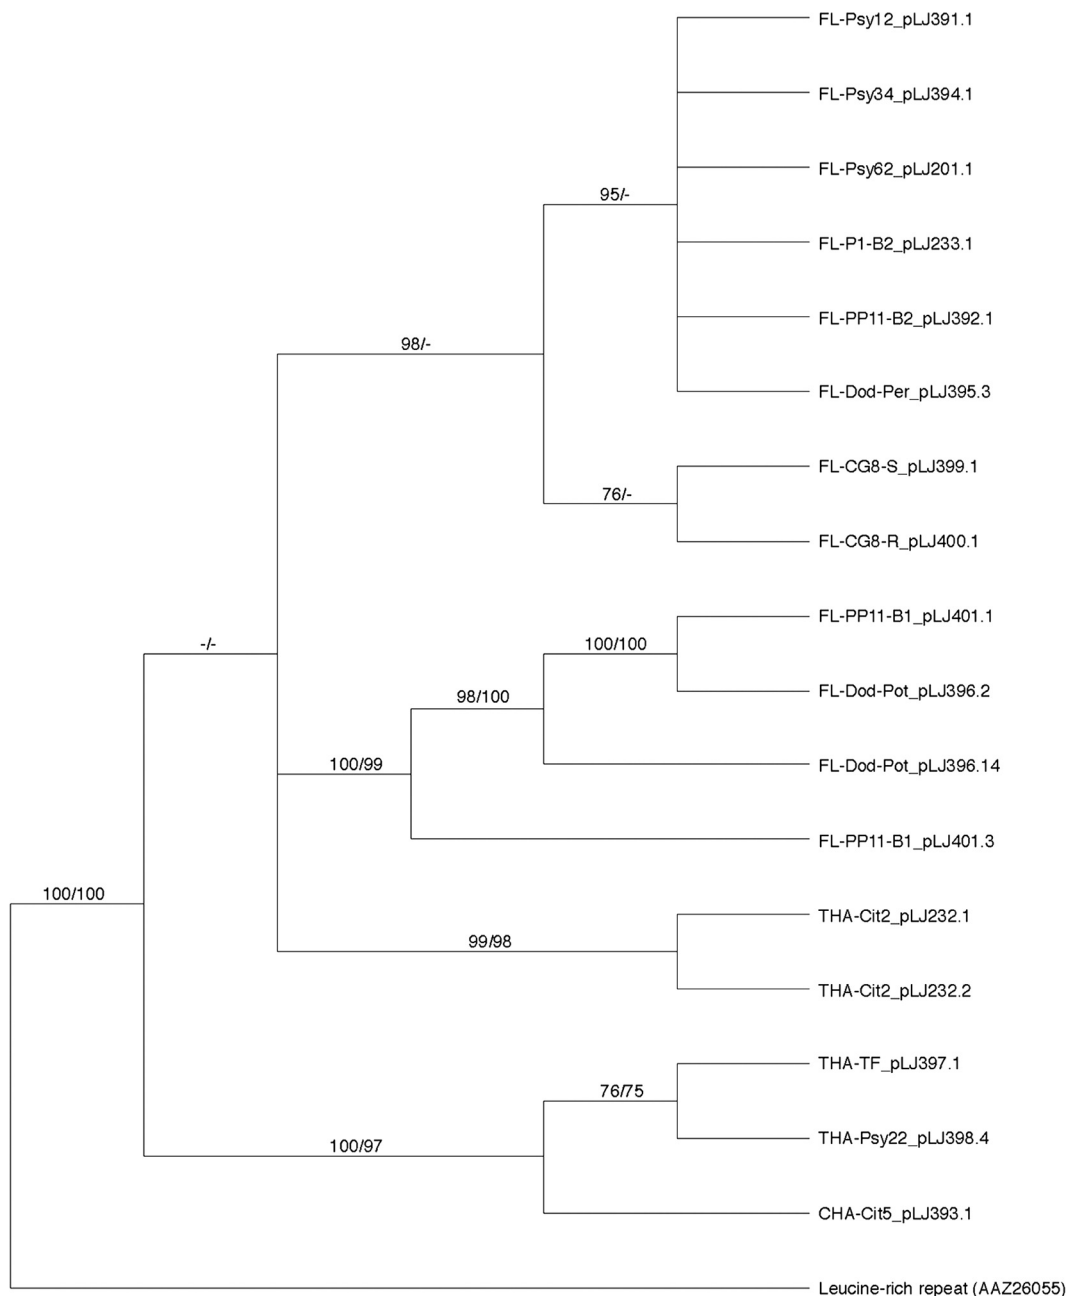 FL-Psy12_pLJ391.1
FL-Psy34_pLJ394.1
FL-Psy62_pLJ201.1
95/-
FL-P1-B2_pLJ233.1
FL-PP11-B2_pLJ392.1
98/-
FL-Dod-Per_pLJ395.3
FL-CG8-S_pLJ399.1
76/-
FL-CG8-R_pLJ400.1
FL-PP11-B1_pLJ401.1
-/-
100/100
FL-Dod-Pot_pLJ396.2
98/100
FL-Dod-Pot_pLJ396.14
100/99
FL-PP11-B1_pLJ401.3
100/100
THA-Cit2_pLJ232.1
99/98
THA-Cit2_pLJ232.2
THA-TF_pLJ397.1
76/75
THA-Psy22_pLJ398.4
100/97
CHA-Cit5_pLJ393.1
Leucine-rich repeat (AAZ26055)